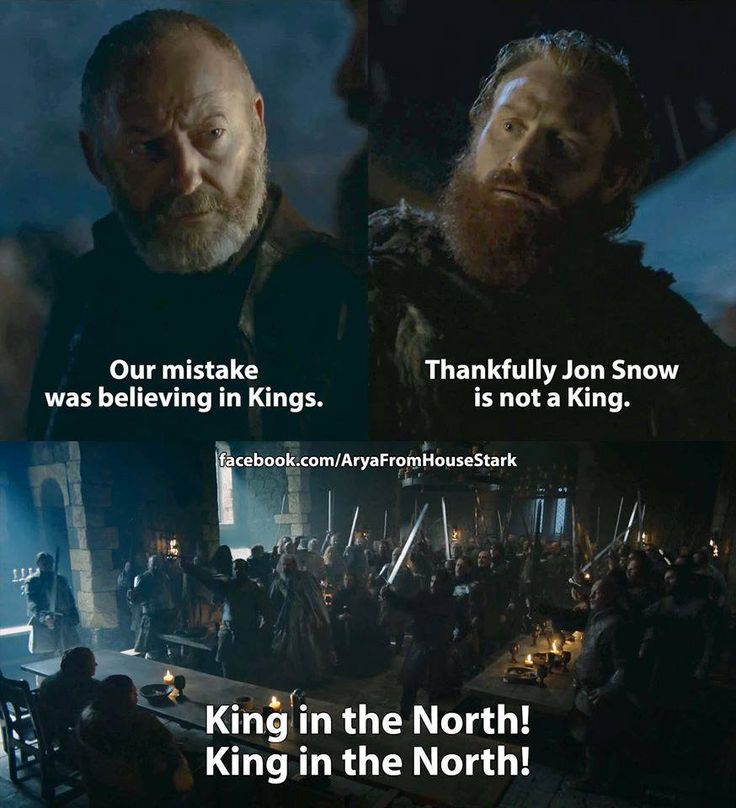 Our mistake
was believing in Kings.
Thankfully Jon Snow
is not a King.
facebook.com/AryaFromHouseStark
King in the North!
King in the North!